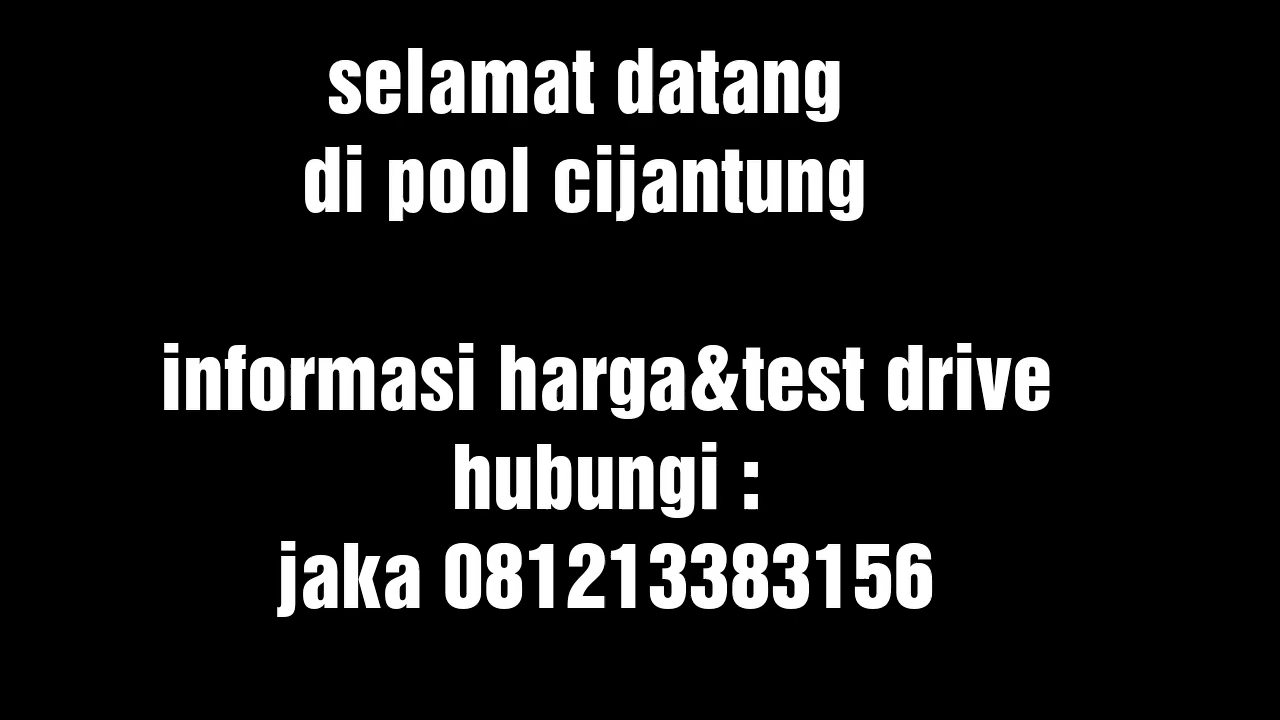 selamat datang
di pool cijantung
informasi harga&test drive
hubungi :
jaka 081213383156